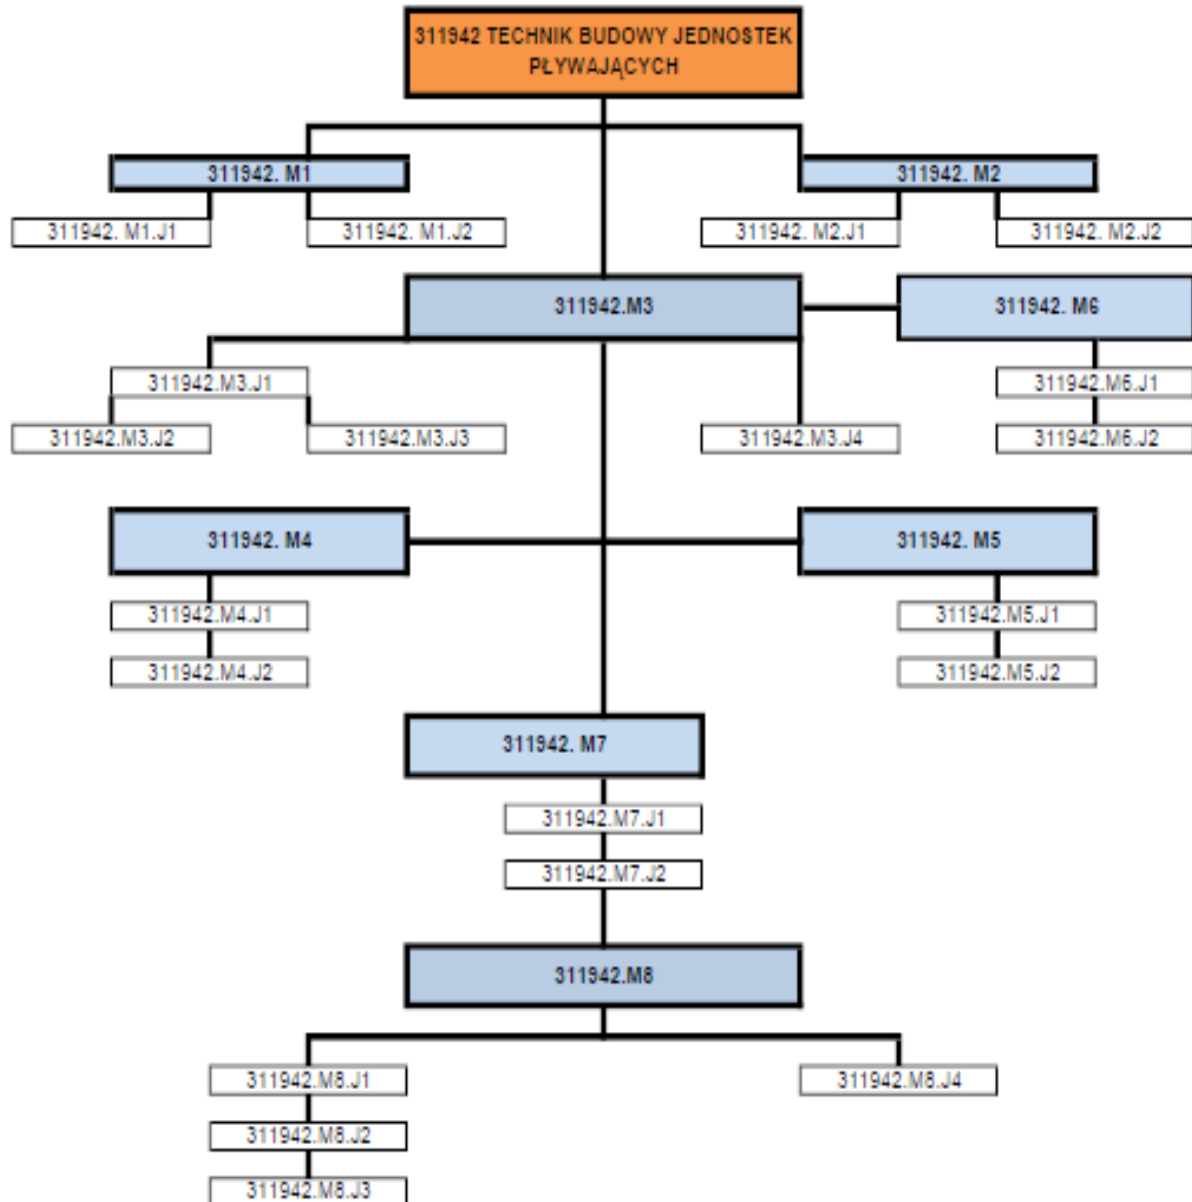 311942 TECHNIK BUDOWY JEDNOSTEK
PŁYWAJĄCYCH
311942. M1
311942. M2
311942. M1.J1
311942. M1.J2
311942. M2.J1
311942. M2.J2
311942.M3
311942. M6
311942.M3.J1
311942.M6.J1
311942.M3.J2
311942.M3.J3
311942.M3.J4
311942.M6.J2
311942. M4
311942. M5
311942.M4.J1
311942.M5.J1
311942.M4.J2
311942.M5.J2
311942. M7
311942.M7.J1
311942.M7.J2
311942.M8
311942.M8.J1
311942.M8.J4
311942.M8.J2
311942.M8.J3